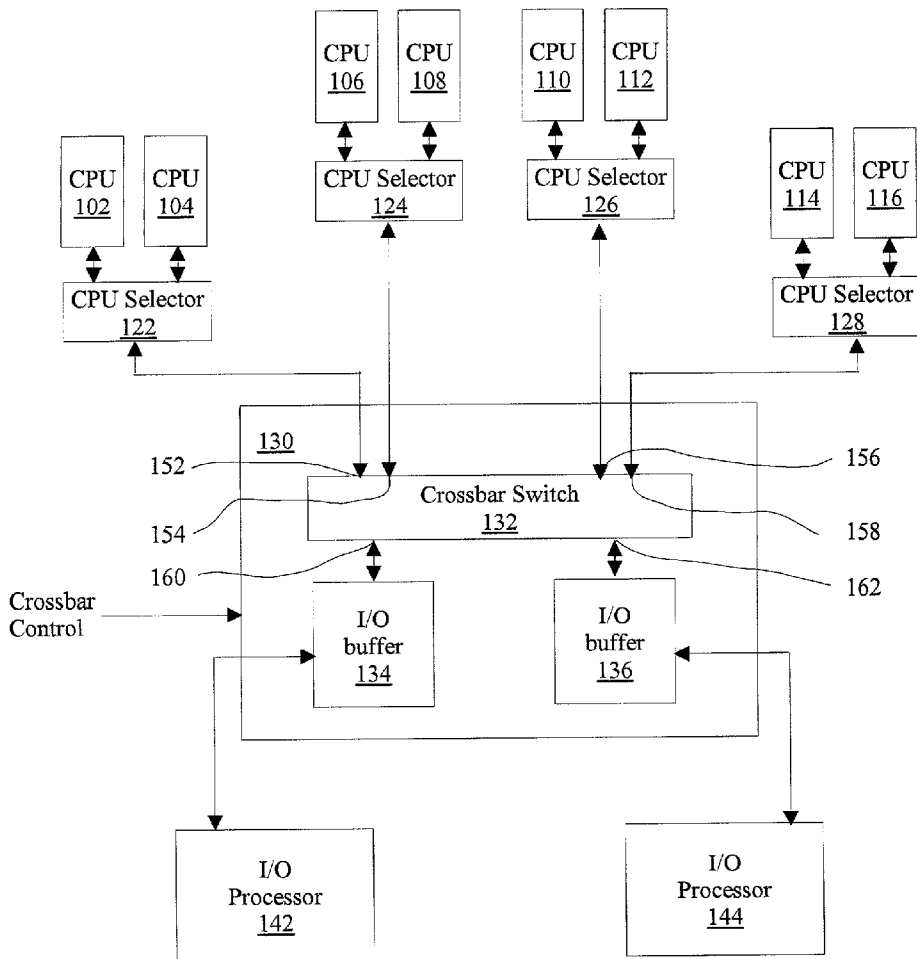 CPU
106
CPU
108
CPU
110
CPU
112
CPU
102
CPU
104
CPU Selector
124
CPU Selector
126
CPU
114
CPU
116
CPU Selector
122
CPU Selector
128
130
152
154
156
158
Crossbar Switch
132
160
162
Crossbar
Control
I/O
buffer
134
I/O
buffer
136
I/O
Processor
142
I/O
Processor
144